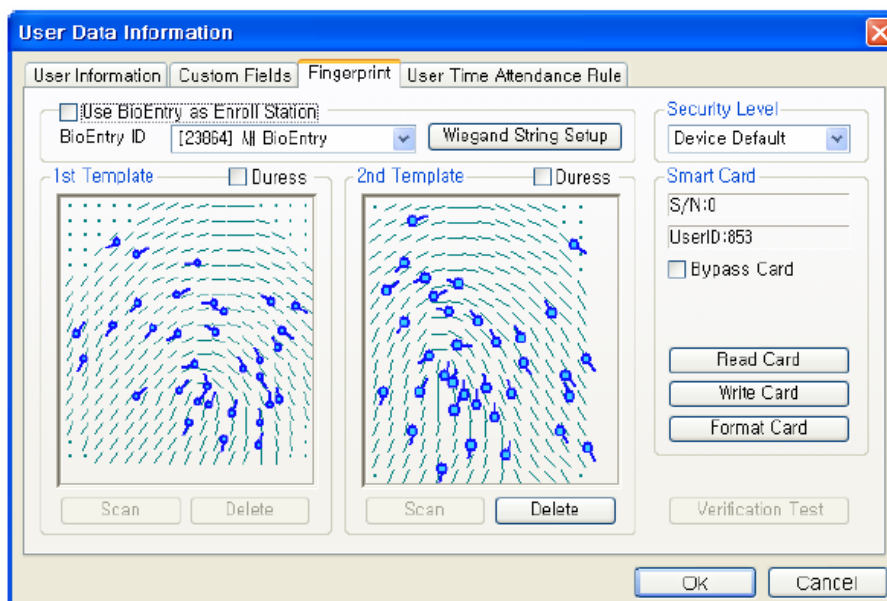 User Data Information
User Information Custom Fields Fingerprint User Time Attendance Rule
Use BioEntry as Enroll Station
BioEntry ID [23864] 새 BioEntry Wiegand String Setup
Security Level
Device Default
1st Template Duress
2nd Template Duress
Scan Delete
Scan Delete
Smart Card
S/N:0
UserID:853
Bypass Card
Read Card
Write Card
Format Card
Verification Test
Ok Cancel